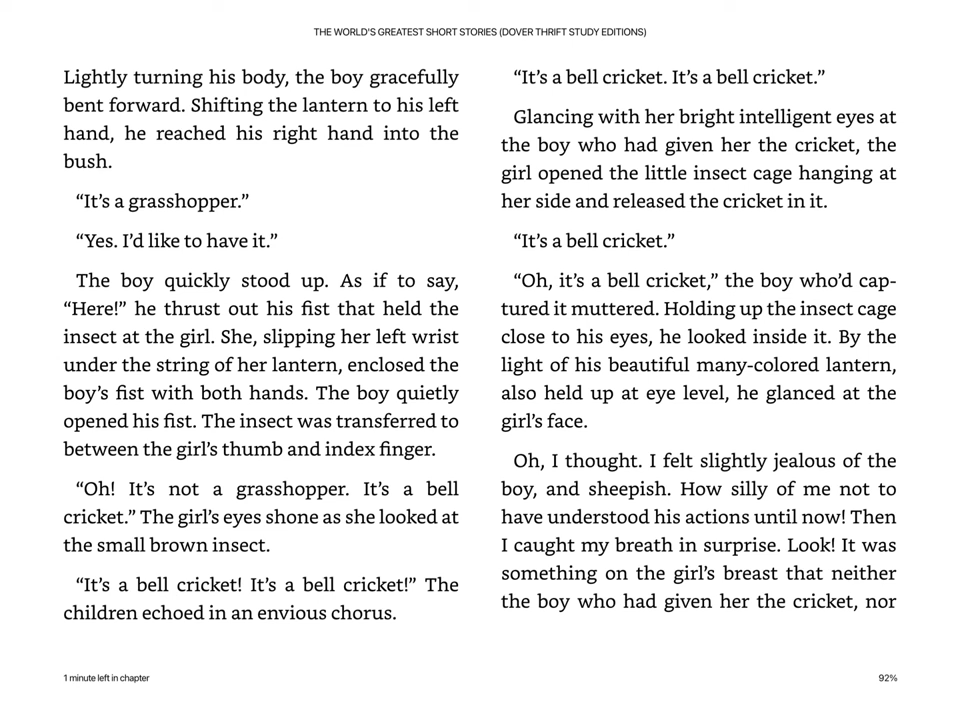 THE WORLD'S GREATEST SHORT STORIES (DOVER THRIFT STUDY EDITIONS)
Lightly turning his body, the boy gracefully
bent forward. Shifting the lantern to his left
hand, he reached his right hand into the
bush.
“It’s a grasshopper.”
“Yes. I’d like to have it.”
The boy quickly stood up. As if to say,
“Here!” he thrust out his fist that held the
insect at the girl. She, slipping her left wrist
under the string of her lantern, enclosed the
boy’s fist with both hands. The boy quietly
opened his fist. The insect was transferred to
between the girl’s thumb and index finger.
“Oh! It’s not a grasshopper. It’s a bell
cricket.” The girl’s eyes shone as she looked at
the small brown insect.
“It’s a bell cricket! It’s a bell cricket!” The
children echoed in an envious chorus.
“It’s a bell cricket. It’s a bell cricket.”
Glancing with her bright intelligent eyes at
the boy who had given her the cricket, the
girl opened the little insect cage hanging at
her side and released the cricket in it.
“It’s a bell cricket.”
“Oh, it’s a bell cricket,” the boy who’d cap-
tured it muttered. Holding up the insect cage
close to his eyes, he looked inside it. By the
light of his beautiful many-colored lantern,
also held up at eye level, he glanced at the
girl’s face.
Oh, I thought. I felt slightly jealous of the
boy, and sheepish. How silly of me not to
have understood his actions until now! Then
I caught my breath in surprise. Look! It was
something on the girl’s breast that neither
the boy who had given her the cricket, nor
1 minute left in chapter
92%